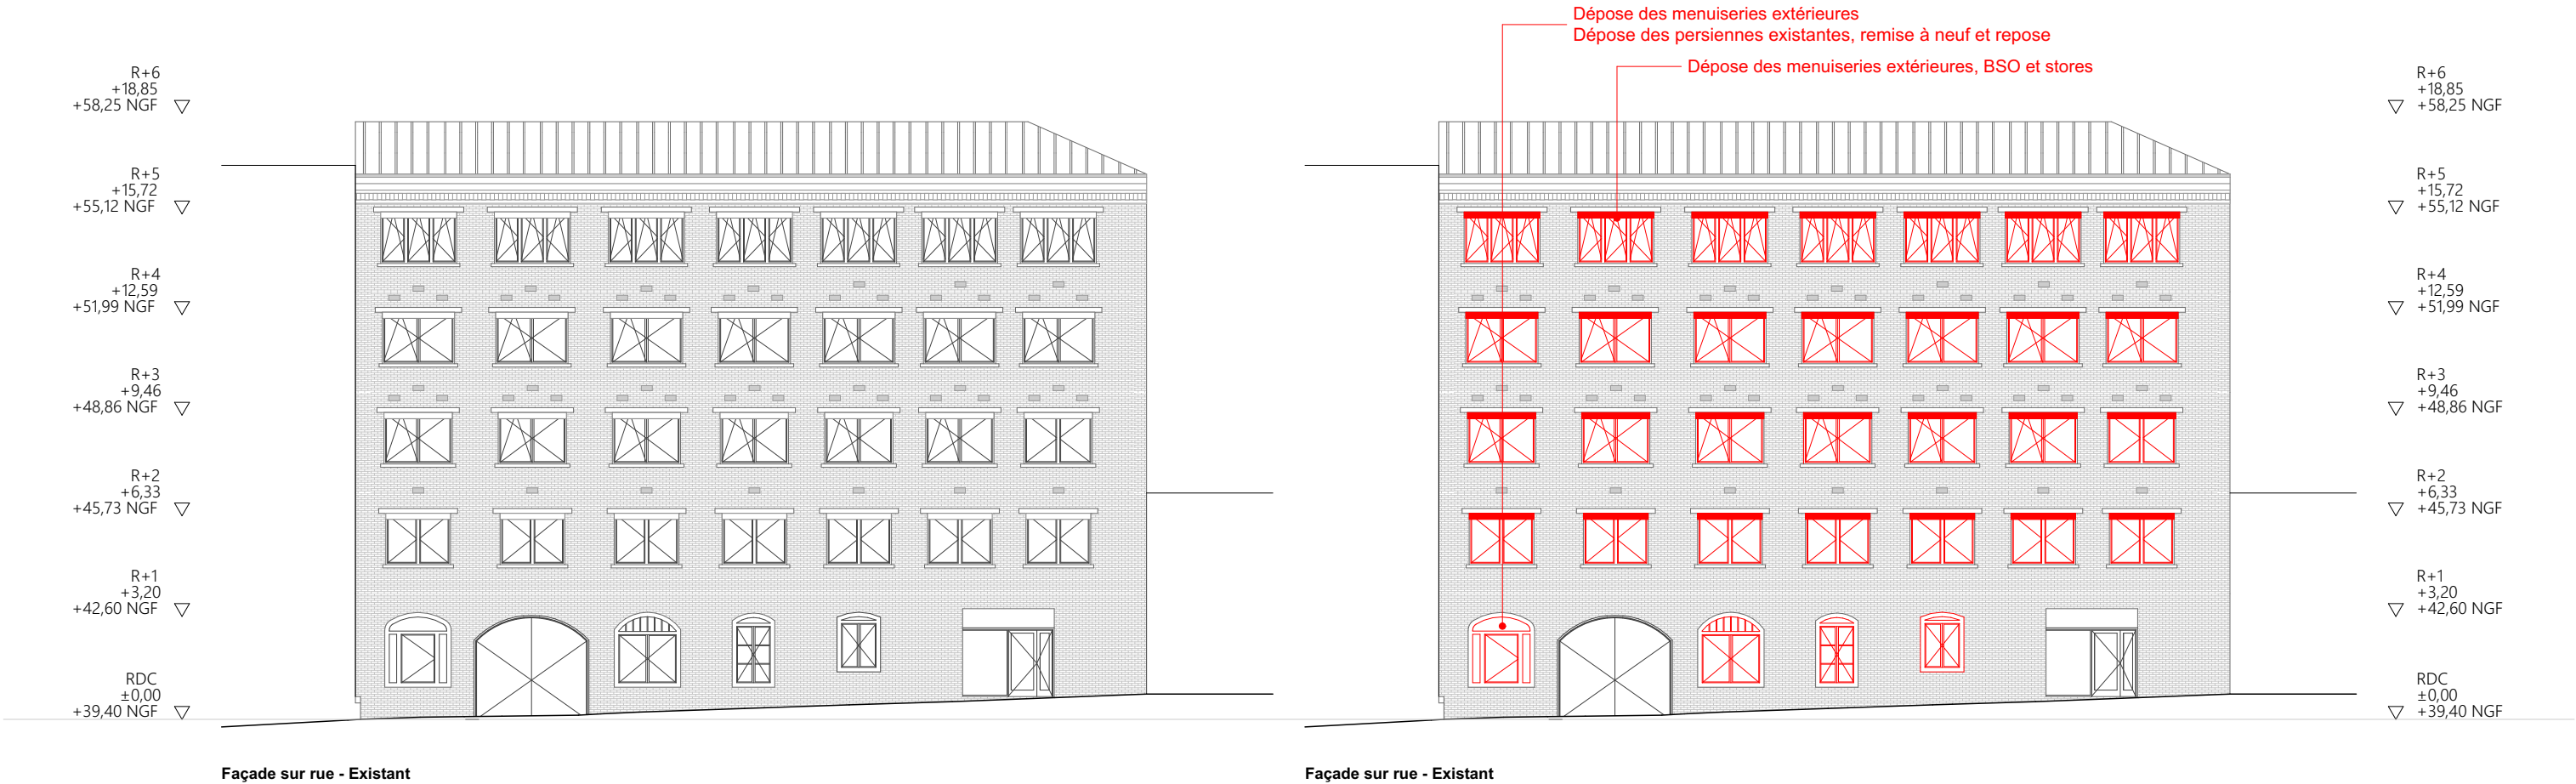 Dépose des menuiseries extérieures
Dépose des persiennes existantes, remise à neuf et repose
Dépose des menuiseries extérieures, BSO et stores
R+6
+18,85
+58,25 NGF
R+5
+15,72
+55,12 NGF
R+4
+12,59
+51,99 NGF
R+3
+9,46
+48,86 NGF
R+2
+6,33
+45,73 NGF
R+1
+3,20
+42,60 NGF
RDC
±0,00
+39,40 NGF
Façade sur rue - Existant
R+6
+18,85
+58,25 NGF
R+5
+15,72
+55,12 NGF
R+4
+12,59
+51,99 NGF
R+3
+9,46
+48,86 NGF
R+2
+6,33
+45,73 NGF
R+1
+3,20
+42,60 NGF
RDC
±0,00
+39,40 NGF
Façade sur rue - Existant